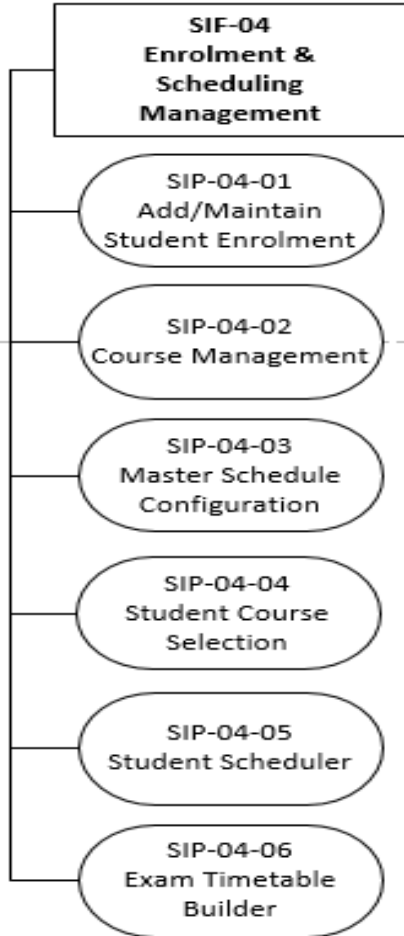 SIF-04
Enrolment &
Scheduling
Management
SIP-04-01
Add/Maintain
Student Enrolment
SIP-04-02
Course Management
SIP-04-03
Master Schedule
Configuration
SIP-04-04
Student Course
Selection
SIP-04-05
Student Scheduler
SIP-04-06
Exam Timetable
Builder